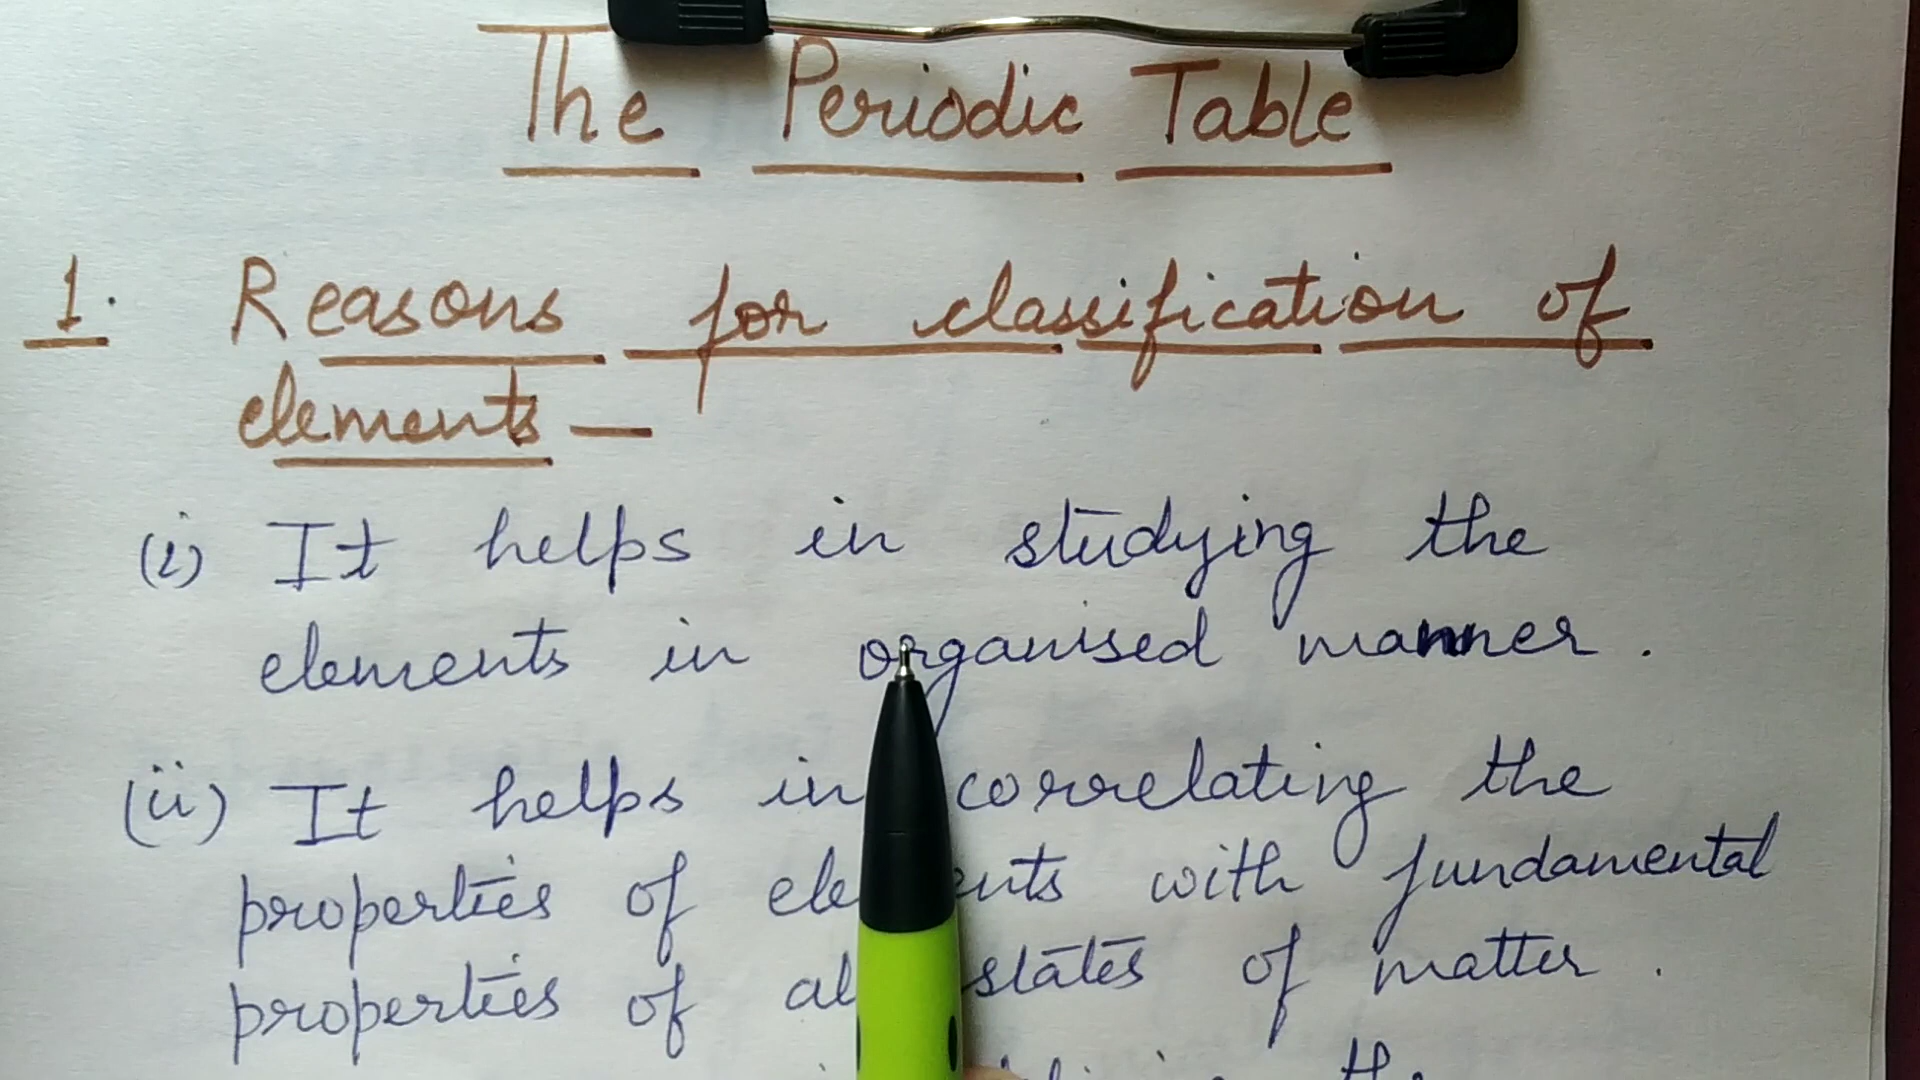 The Periodic Table
1. Reasons for classification of
elements —
(i) It helps in studying the
elements in organised manner.
(ii) It helps in correlating the
properties of elements with fundamental
properties of all states of matter.
the